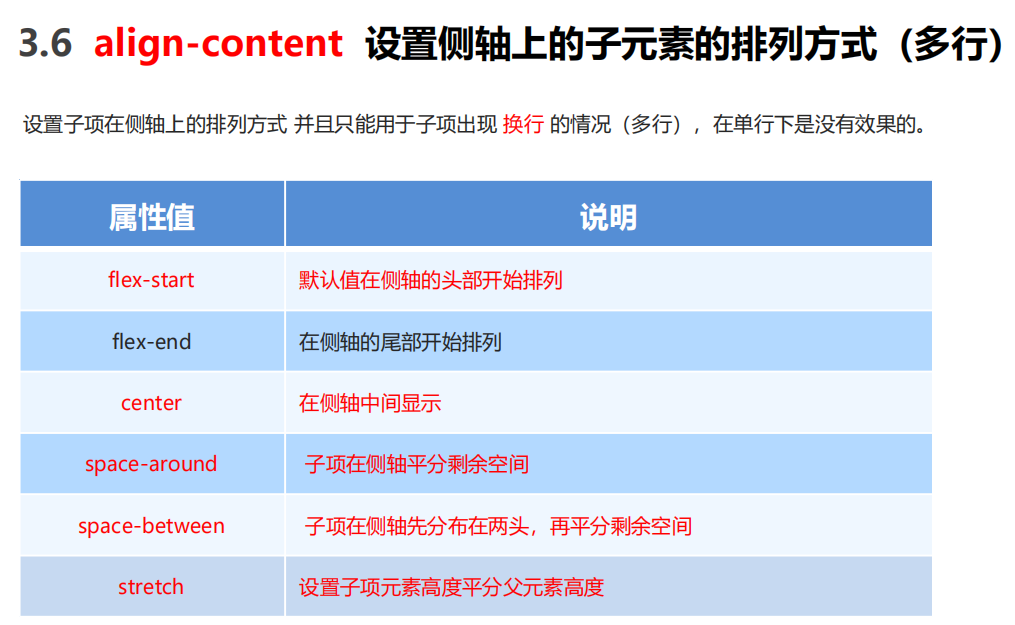 3.6 align-content 设置侧轴上的子元素的排列方式（多行）
设置子项在侧轴上的排列方式 并且只能用于子项出现 换行 的情况（多行），在单行下是没有效果的。
属性值 说明
flex-start 默认值在侧轴的头部开始排列
flex-end 在侧轴的尾部开始排列
center 在侧轴中间显示
space-around 子项在侧轴平分剩余空间
space-between 子项在侧轴先分布在两头，再平分剩余空间
stretch 设置子项元素高度平分父元素高度